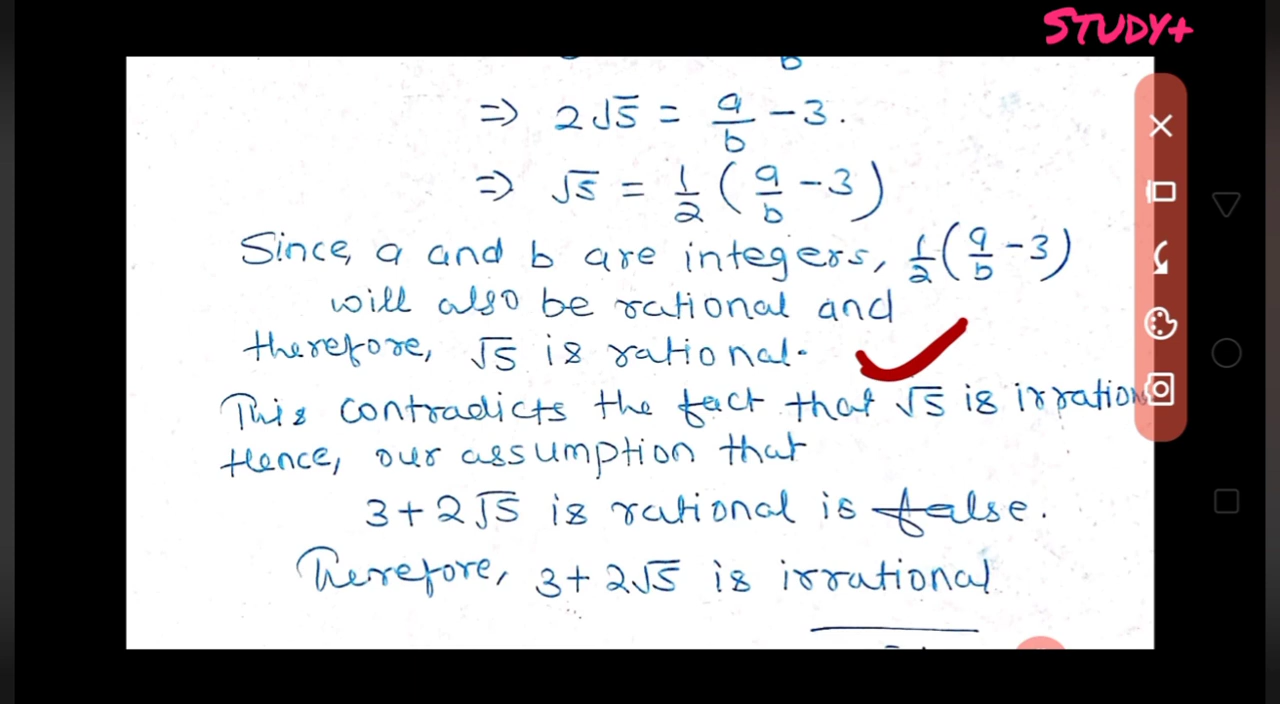 STUDY+
b
=> 2√5 = a/b - 3.
=> √5 = 1/2 (a/b - 3)
Since, a and b are integers, 1/2 (a/b - 3)
will also be rational and
therefore, √5 is rational.
This contradicts the fact that √5 is irration
Hence, our assumption that
3+2√5 is rational is false.
Therefore, 3+2√5 is irrational